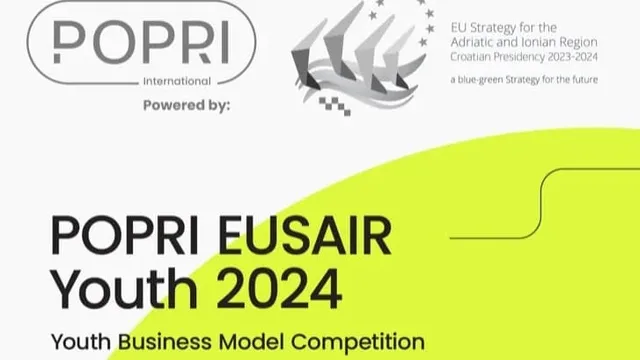 POPRI
International
Powered by:
EU Strategy for the
Adriatic and Ionian Region
Croatian Presidency 2023-2024
a blue-green Strategy for the future
POPRI EUSAIR
Youth 2024
Youth Business Model Competition